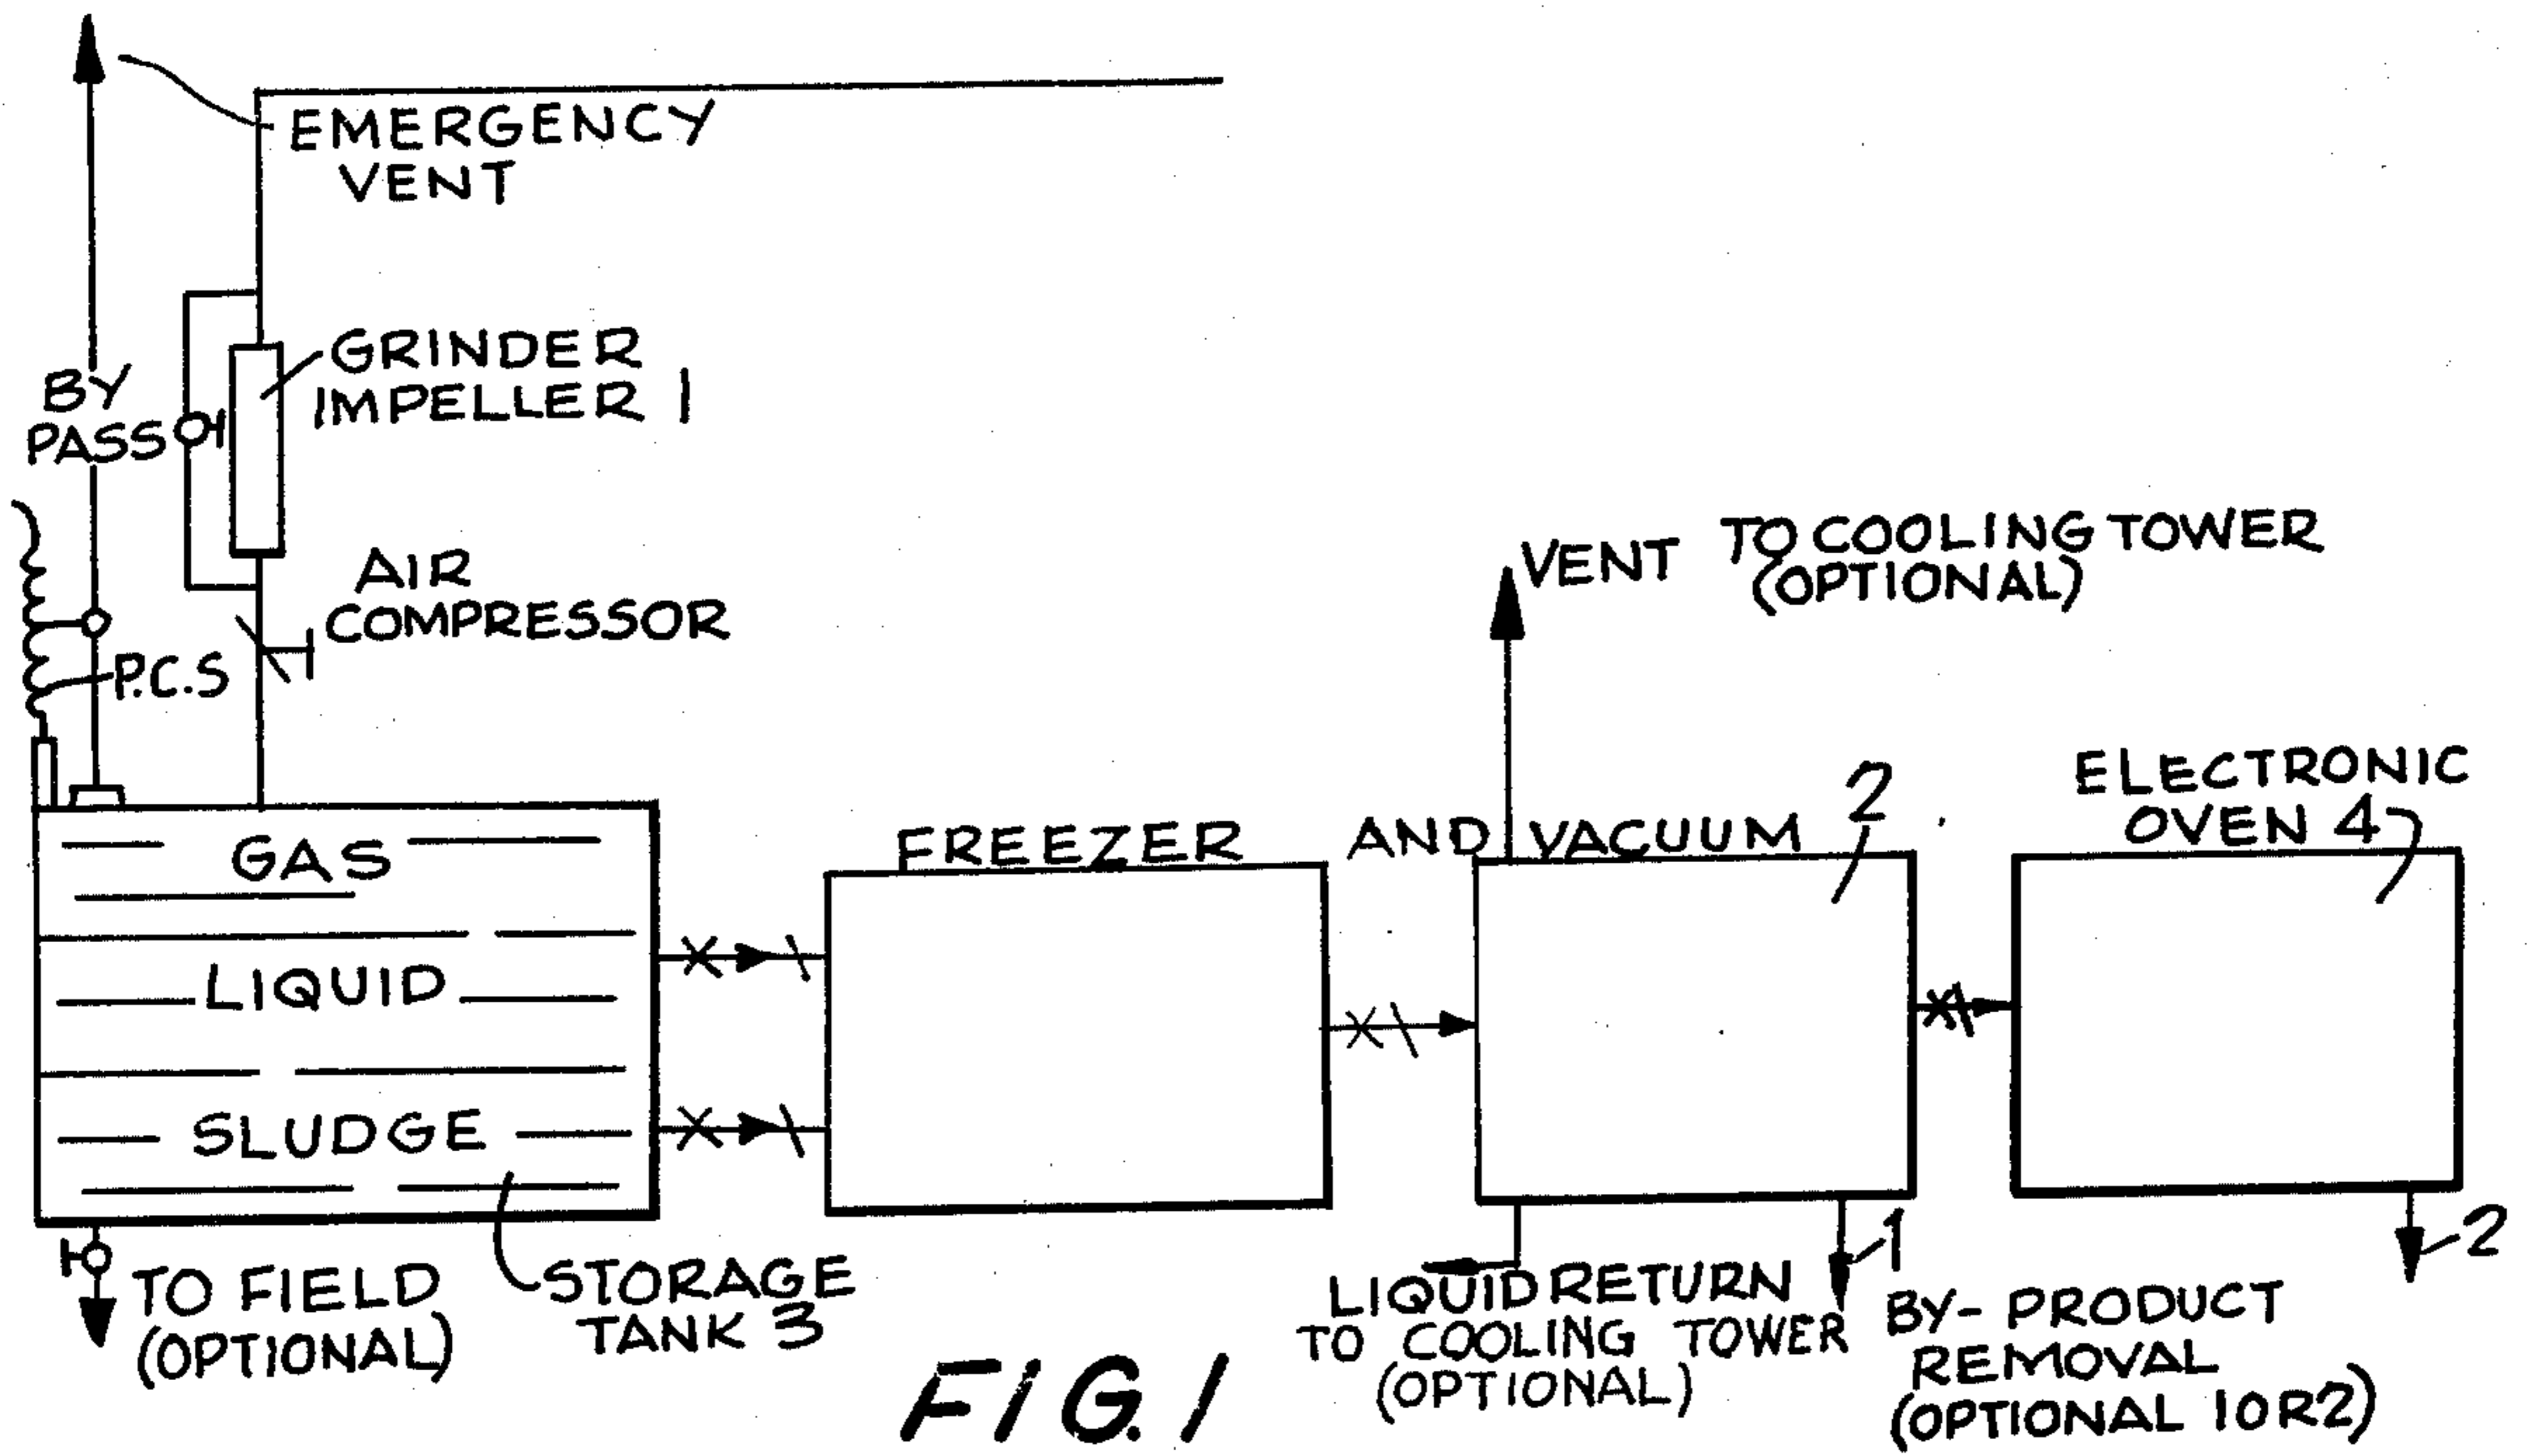 EMERGENCY
VENT
GRINDER
IMPELLER 1
BY
PASS
AIR
COMPRESSOR
P.C.S
VENT TO COOLING TOWER
(OPTIONAL)
GAS
LIQUID
SLUDGE
FREEZER AND VACUUM 2
ELECTRONIC
OVEN 4
TO FIELD
(OPTIONAL)
STORAGE
TANK 3
LIQUID RETURN
TO COOLING TOWER
(OPTIONAL)
1
2
BY-PRODUCT
REMOVAL
(OPTIONAL 1 OR 2)
FIG. 1